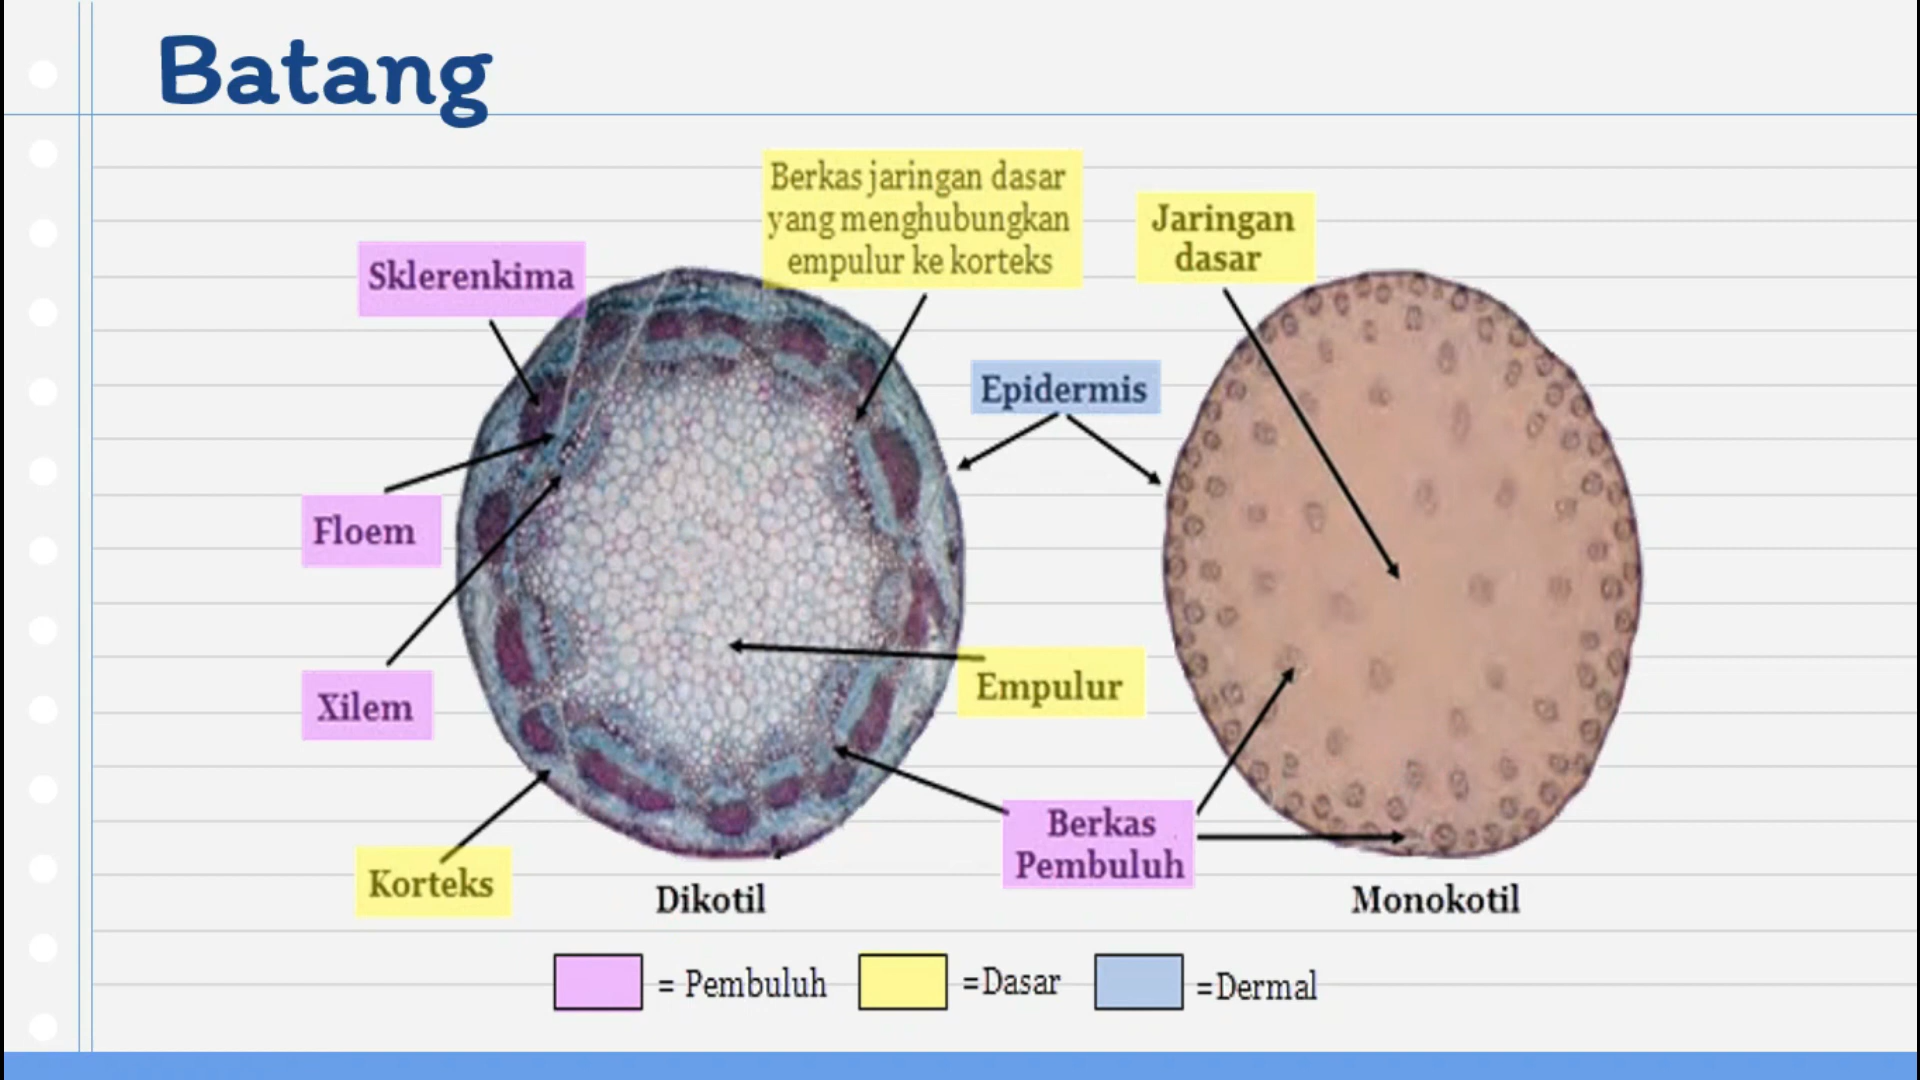 Batang
Berkas jaringan dasar
yang menghubungkan
empulur ke korteks
Jaringan
dasar
Sklerenkima
Epidermis
Floem
Xilem
Empulur
Berkas
Pembuluh
Korteks
Dikotil
Monokotil
= Pembuluh
=Dasar
=Dermal